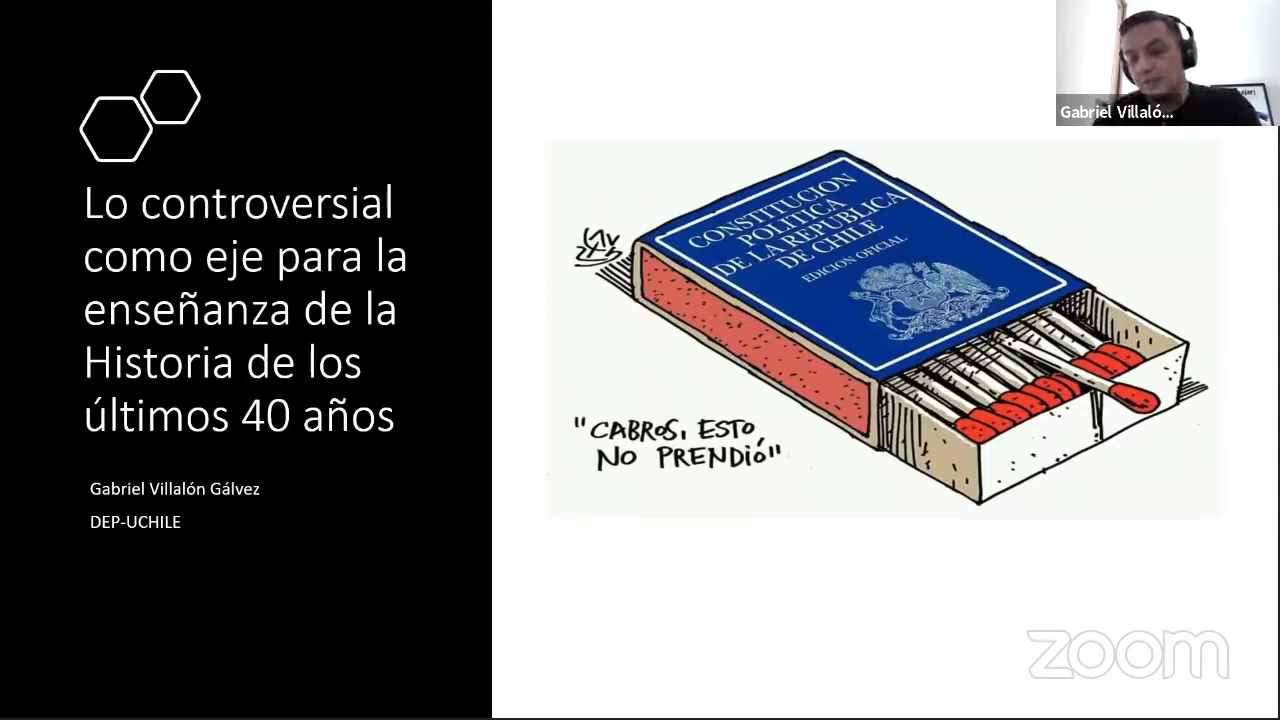 Lo controversial
como eje para la
enseñanza de la
Historia de los
últimos 40 años
Gabriel Villalón Gálvez
DEP-UCHILE
CONSTITUCION
POLITICA
DE LA REPUBLICA
DE CHILE
EDICION OFICIAL
"CABROS, ESTO
NO PRENDIÓ"
Gabriel Villaló...
zoom